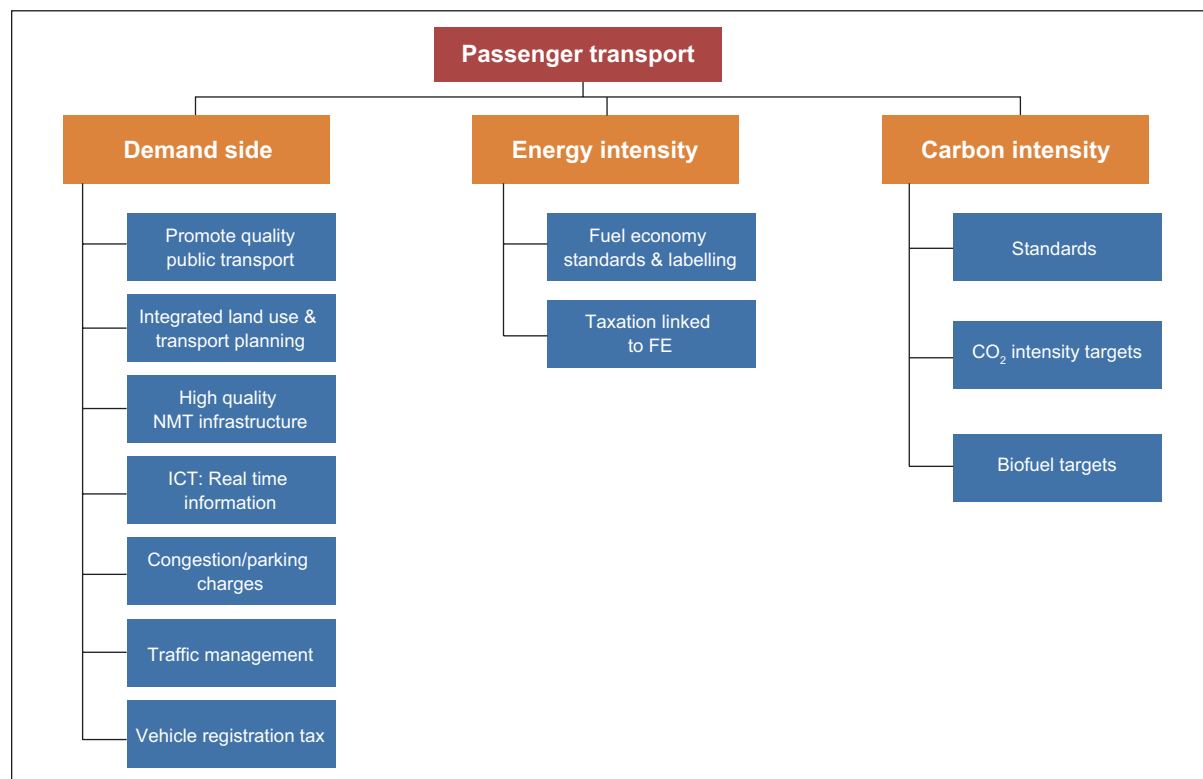 Passenger transport
Demand side
Promote quality
public transport
Integrated land use &
transport planning
High quality
NMT infrastructure
ICT: Real time
information
Congestion/parking
charges
Traffic management
Vehicle registration tax
Energy intensity
Fuel economy
standards & labelling
Taxation linked
to FE
Carbon intensity
Standards
CO₂ intensity targets
Biofuel targets